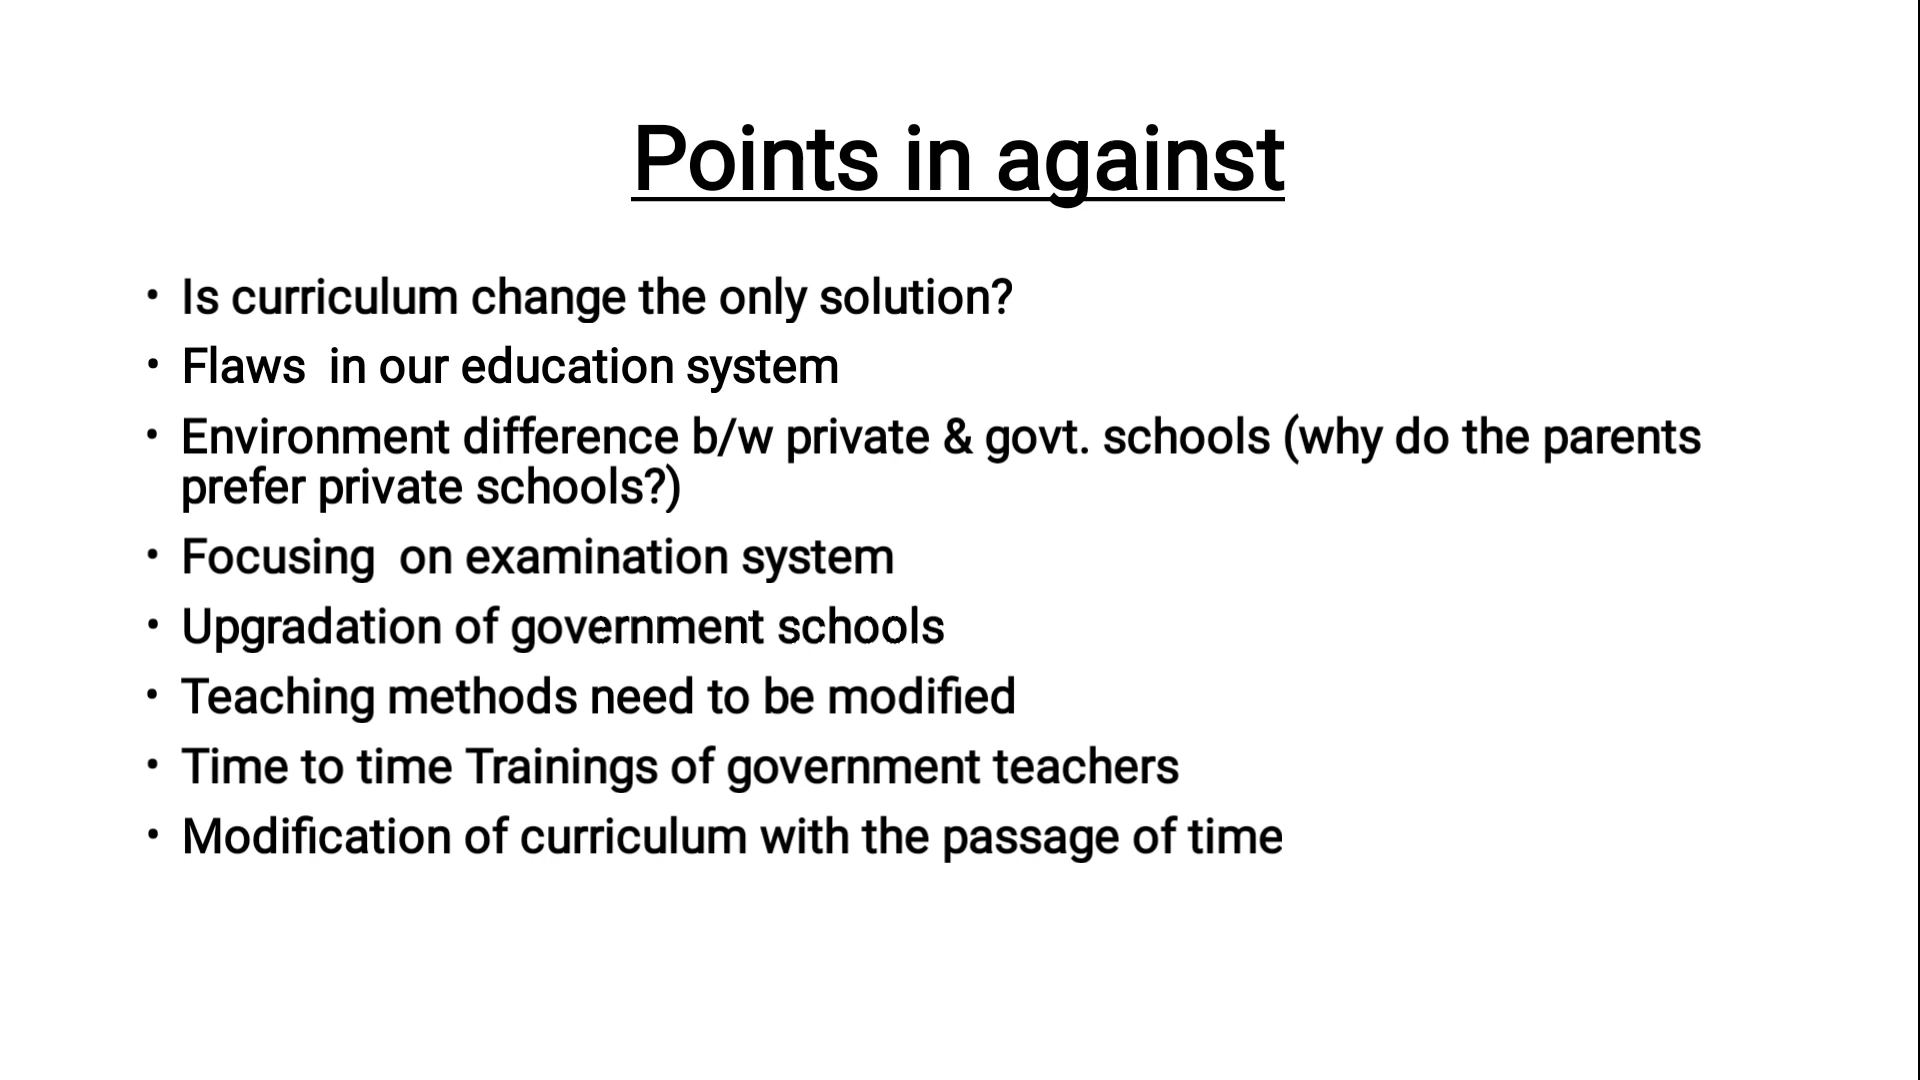 Points in against
• Is curriculum change the only solution?
• Flaws  in our education system
• Environment difference b/w private & govt. schools (why do the parents
prefer private schools?)
• Focusing  on examination system
• Upgradation of government schools
• Teaching methods need to be modified
• Time to time Trainings of government teachers
• Modification of curriculum with the passage of time